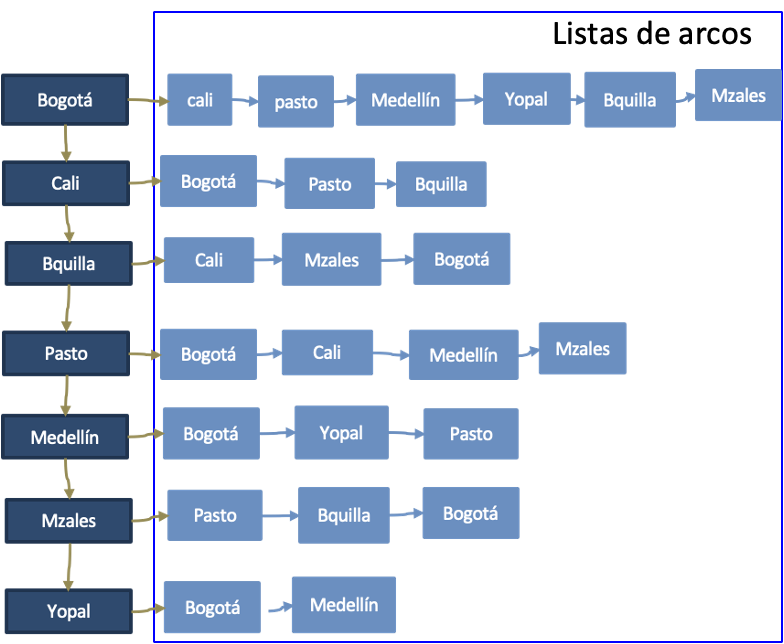 Listas de arcos
Bogotá cali pasto Medellín Yopal Bquilla Mzales
Cali Bogotá Pasto Bquilla
Bquilla Cali Mzales Bogotá
Pasto Bogotá Cali Medellín Mzales
Medellín Bogotá Yopal Pasto
Mzales Pasto Bquilla Bogotá
Yopal Bogotá Medellín